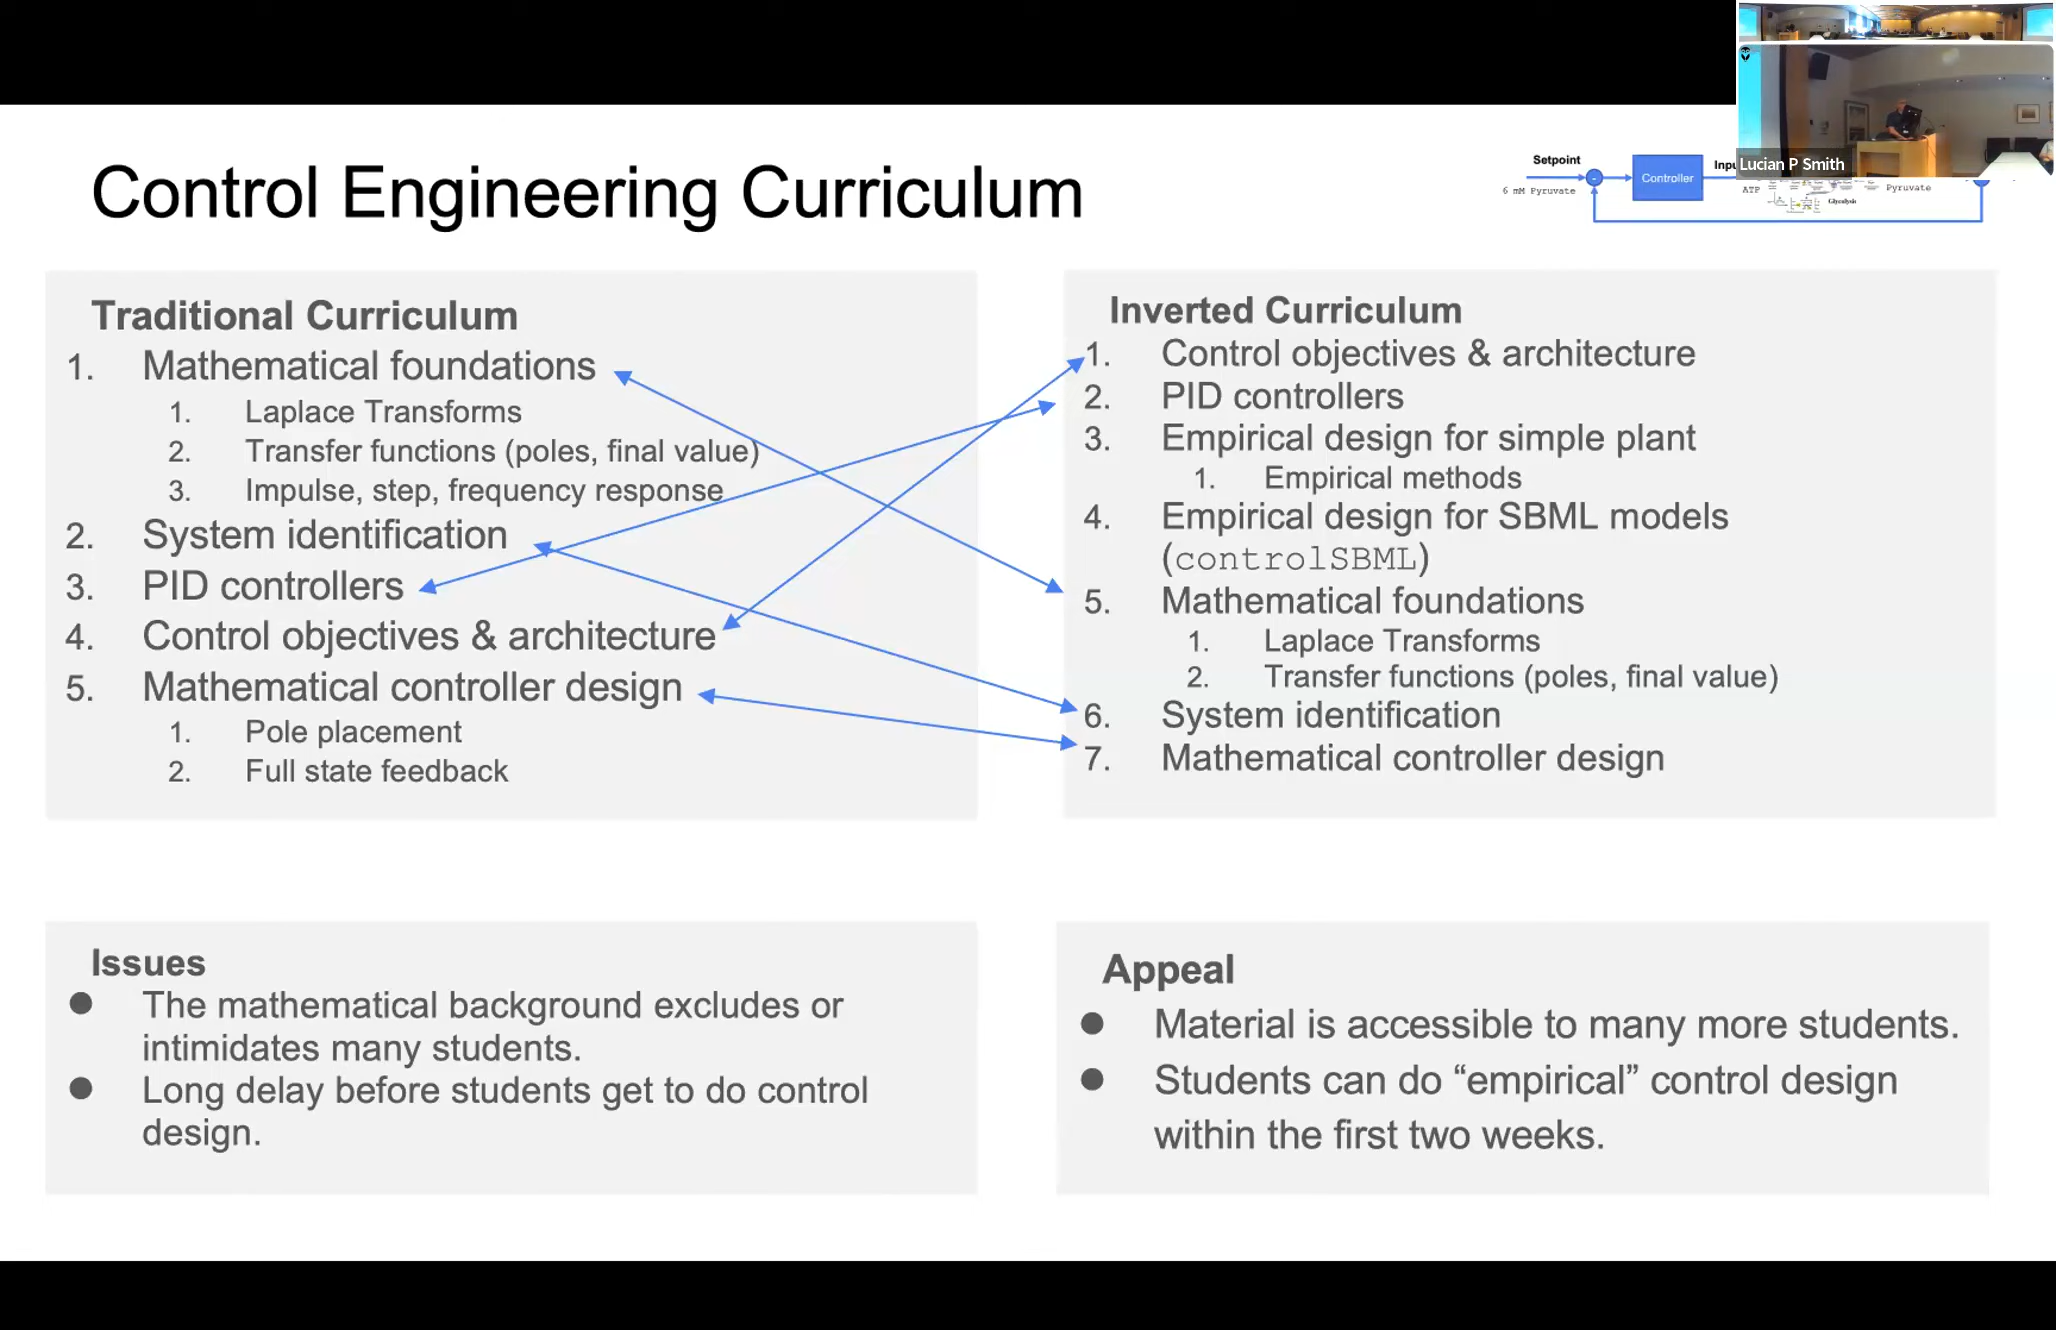 Lucian P Smith
Control Engineering Curriculum
Setpoint
6 mM Pyruvate
Controller
Inpu
ATP
Glycolysis
Pyruvate
Traditional Curriculum
1. Mathematical foundations
1. Laplace Transforms
2. Transfer functions (poles, final value)
3. Impulse, step, frequency response
2. System identification
3. PID controllers
4. Control objectives & architecture
5. Mathematical controller design
1. Pole placement
2. Full state feedback
Inverted Curriculum
1. Control objectives & architecture
2. PID controllers
3. Empirical design for simple plant
1. Empirical methods
4. Empirical design for SBML models
(controlSBML)
5. Mathematical foundations
1. Laplace Transforms
2. Transfer functions (poles, final value)
6. System identification
7. Mathematical controller design
Issues
● The mathematical background excludes or
intimidates many students.
● Long delay before students get to do control
design.
Appeal
● Material is accessible to many more students.
● Students can do “empirical” control design
within the first two weeks.